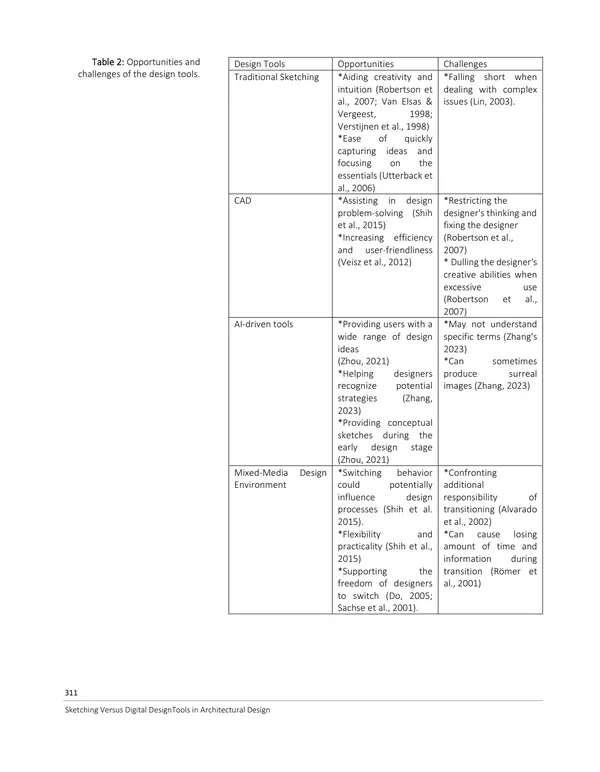 Table 2: Opportunities and
challenges of the design tools.
Design Tools
Opportunities
Challenges
Traditional Sketching
*Aiding creativity and
intuition (Robertson et
al., 2007; Van Elsas &
Vergeest, 1998;
Verstijnen et al., 1998)
*Ease of quickly
capturing ideas and
focusing on the
essentials (Utterback et
al., 2006)
*Falling short when
dealing with complex
issues (Lin, 2003).
CAD
*Assisting in design
problem-solving (Shih
et al., 2015)
*Increasing efficiency
and user-friendliness
(Veisz et al., 2012)
*Restricting the
designer's thinking and
fixing the designer
(Robertson et al.,
2007)
* Dulling the designer's
creative abilities when
excessive use
(Robertson et al.,
2007)
AI-driven tools
*Providing users with a
wide range of design
ideas
(Zhou, 2021)
*Helping designers
recognize potential
strategies (Zhang,
2023)
*Providing conceptual
sketches during the
early design stage
(Zhou, 2021)
*May not understand
specific terms (Zhang's
2023)
*Can sometimes
produce surreal
images (Zhang, 2023)
Mixed-Media Design
Environment
*Switching behavior
could potentially
influence design
processes (Shih et al.
2015).
*Flexibility and
practicality (Shih et al.,
2015)
*Supporting the
freedom of designers
to switch (Do, 2005;
Sachse et al., 2001).
*Confronting
additional
responsibility of
transitioning (Alvarado
et al., 2002)
*Can cause losing
amount of time and
information during
transition (Römer et
al., 2001)
311
Sketching Versus Digital DesignTools in Architectural Design